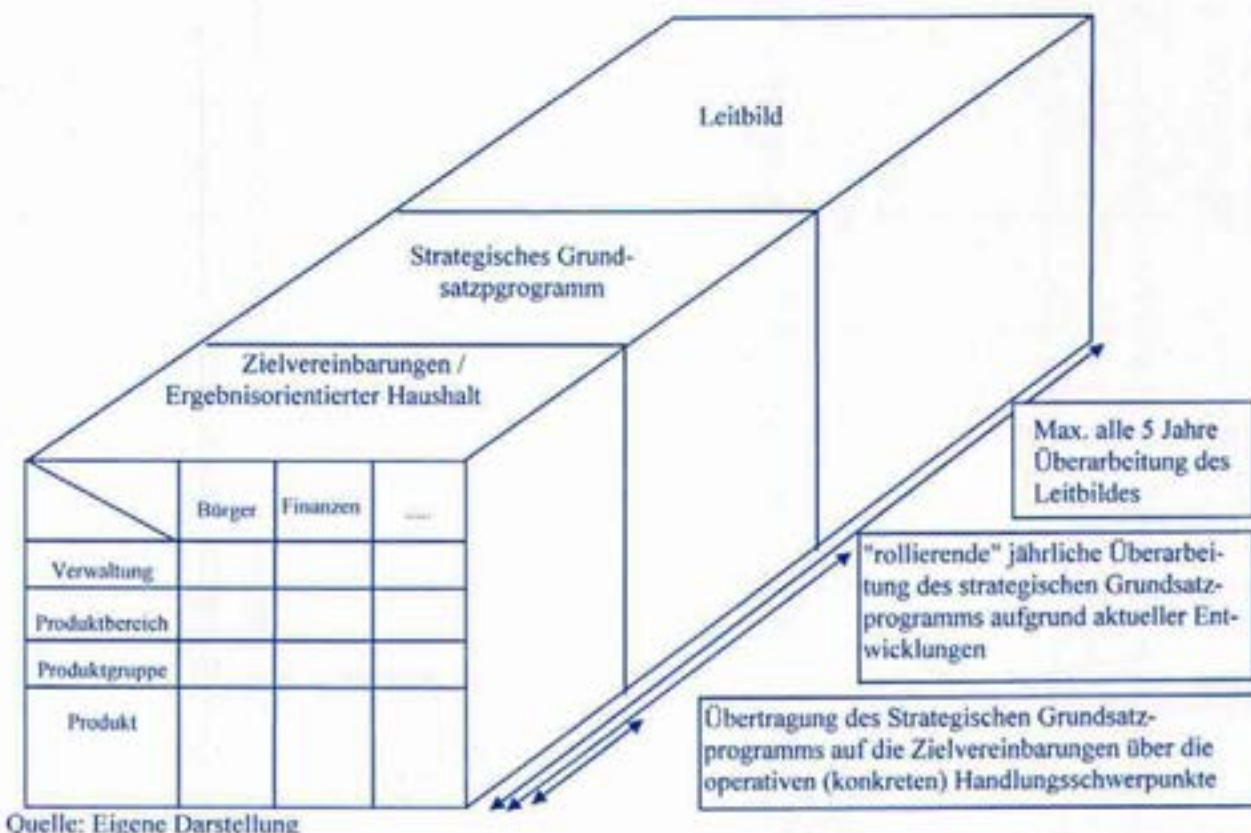 Leitbild
Strategisches Grund-
satzpgrogramm
Zielvereinbarungen /
Ergebnisorientierter Haushalt
Bürger
Finanzen
.....
Verwaltung
Produktbereich
Produktgruppe
Produkt
Max. alle 5 Jahre
Überarbeitung des
Leitbildes
"rollierende" jährliche Überarbei-
tung des strategischen Grundsatz-
programms aufgrund aktueller Ent-
wicklungen
Übertragung des Strategischen Grundsatz-
programms auf die Zielvereinbarungen über die
operativen (konkreten) Handlungsschwerpunkte
Quelle: Eigene Darstellung